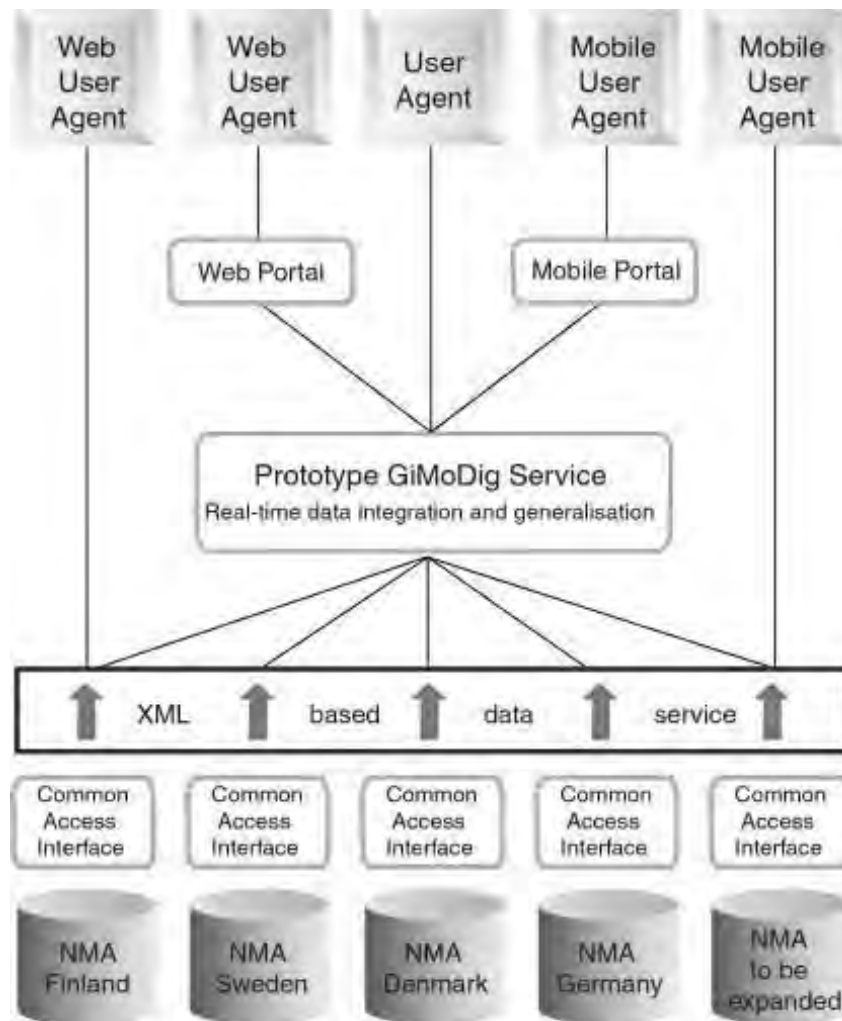 Web
User
Agent
Web
User
Agent
User
Agent
Mobile
User
Agent
Mobile
User
Agent
Web Portal
Mobile Portal
Prototype GiMoDig Service
Real-time data integration and generalisation
XML based data service
Common
Access
Interface
Common
Access
Interface
Common
Access
Interface
Common
Access
Interface
Common
Access
Interface
NMA
Finland
NMA
Sweden
NMA
Denmark
NMA
Germany
NMA
to be
expanded